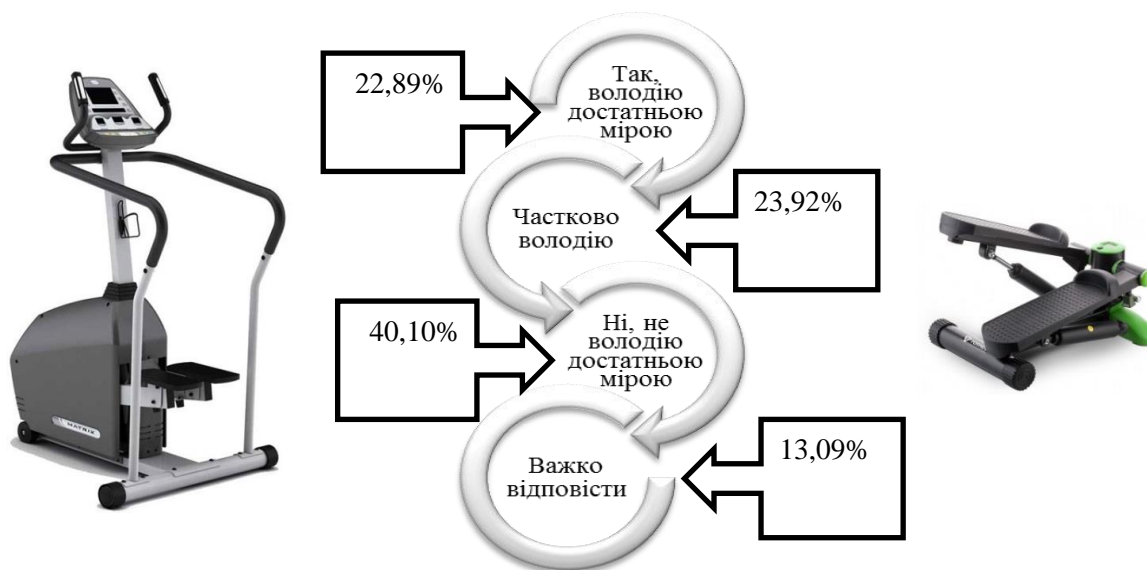 22,89%
Так,
володію
достатньою
мірою
23,92%
Частково
володію
40,10%
Ні, не
володію
достатньою
мірою
13,09%
Важко
відповісти
MATRIX